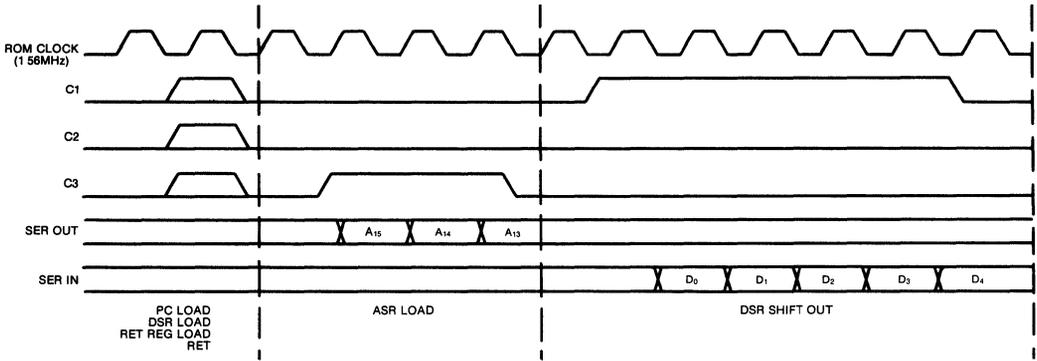 ROM CLOCK
(1 56MHz)
C1
C2
C3
SER OUT
A15
A14
A13
SER IN
D0
D1
D2
D3
D4
PC LOAD
DSR LOAD
RET REG LOAD
RET
ASR LOAD
DSR SHIFT OUT